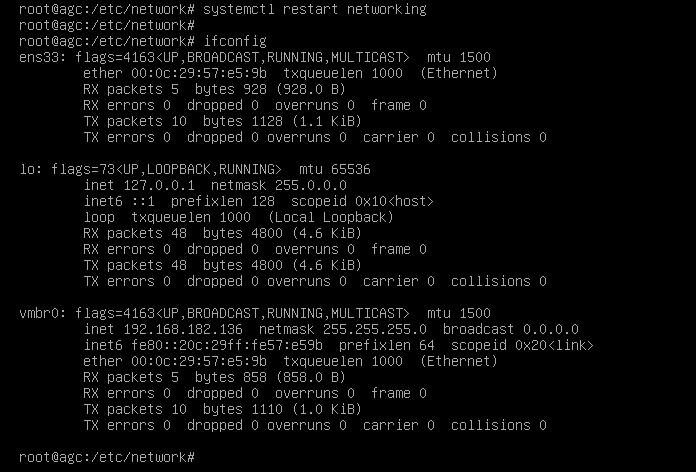 root@agc:/etc/network# systemctl restart networking
root@agc:/etc/network#
root@agc:/etc/network# ifconfig
ens33: flags=4163<UP,BROADCAST,RUNNING,MULTICAST>  mtu 1500
        ether 00:0c:29:57:e5:9b  txqueuelen 1000  (Ethernet)
        RX packets 5  bytes 928 (928.0 B)
        RX errors 0  dropped 0  overruns 0  frame 0
        TX packets 10  bytes 1128 (1.1 KiB)
        TX errors 0  dropped 0 overruns 0  carrier 0  collisions 0

lo: flags=73<UP,LOOPBACK,RUNNING>  mtu 65536
        inet 127.0.0.1  netmask 255.0.0.0
        inet6 ::1  prefixlen 128  scopeid 0x10<host>
        loop  txqueuelen 1000  (Local Loopback)
        RX packets 48  bytes 4800 (4.6 KiB)
        RX errors 0  dropped 0  overruns 0  frame 0
        TX packets 48  bytes 4800 (4.6 KiB)
        TX errors 0  dropped 0 overruns 0  carrier 0  collisions 0

vmbr0: flags=4163<UP,BROADCAST,RUNNING,MULTICAST>  mtu 1500
        inet 192.168.182.136  netmask 255.255.255.0  broadcast 0.0.0.0
        inet6 fe80::20c:29ff:fe57:e59b  prefixlen 64  scopeid 0x20<link>
        ether 00:0c:29:57:e5:9b  txqueuelen 1000  (Ethernet)
        RX packets 5  bytes 858 (858.0 B)
        RX errors 0  dropped 0  overruns 0  frame 0
        TX packets 10  bytes 1110 (1.0 KiB)
        TX errors 0  dropped 0 overruns 0  carrier 0  collisions 0

root@agc:/etc/network#